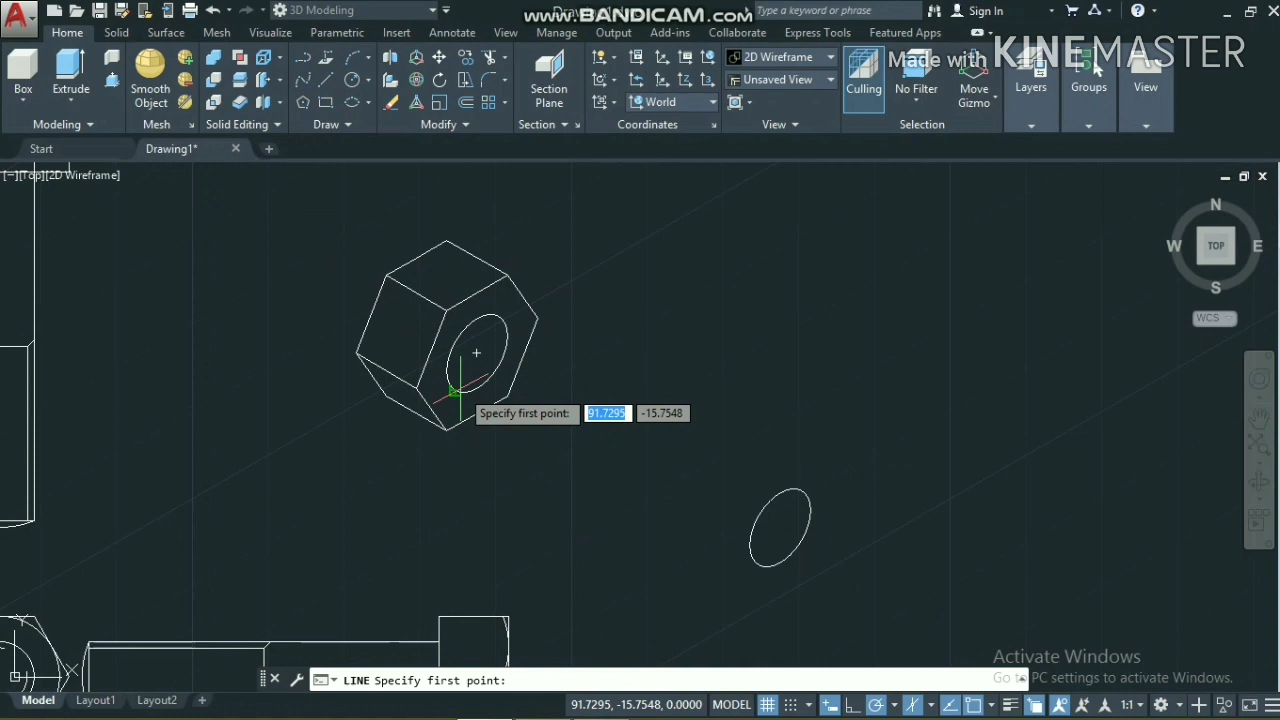 3D Modeling
www.BANDICAM.com
Type a keyword or phrase
Sign In
Home Solid Surface Mesh Visualize Parametric Insert Annotate View Manage Output Add-ins Collaborate Express Tools Featured Apps
Made with KINEMASTER
2D Wireframe
Unsaved View
World
Box Extrude Smooth Object Section Plane Culling No Filter Move Gizmo Layers Groups View
Modeling Mesh Solid Editing Draw Modify Section Coordinates View Selection
Start Drawing1*
[−][Top][2D Wireframe]
N
W TOP E
S
WCS
Specify first point: 91.7295 -15.7548
Y
X
Activate Windows
Go to PC settings to activate Windows.
LINE Specify first point:
Model Layout1 Layout2
91.7295, -15.7548, 0.0000 MODEL 1:1